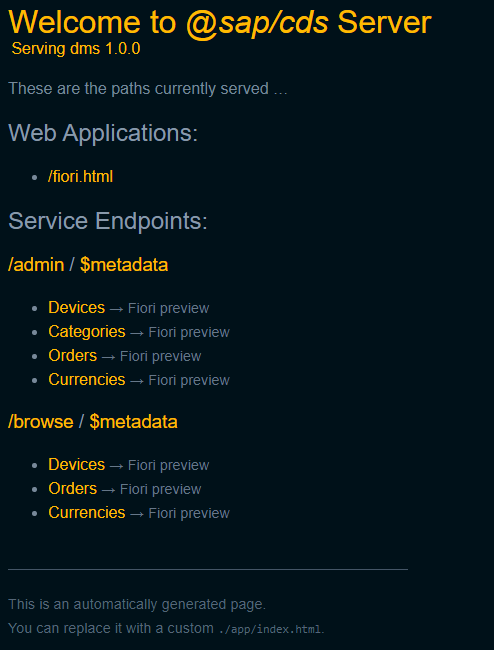 Welcome to @sap/cds Server
Serving dms 1.0.0
These are the paths currently served …
Web Applications:
/fiori.html
Service Endpoints:
/admin / $metadata
Devices → Fiori preview
Categories → Fiori preview
Orders → Fiori preview
Currencies → Fiori preview
/browse / $metadata
Devices → Fiori preview
Orders → Fiori preview
Currencies → Fiori preview
This is an automatically generated page.
You can replace it with a custom ./app/index.html.